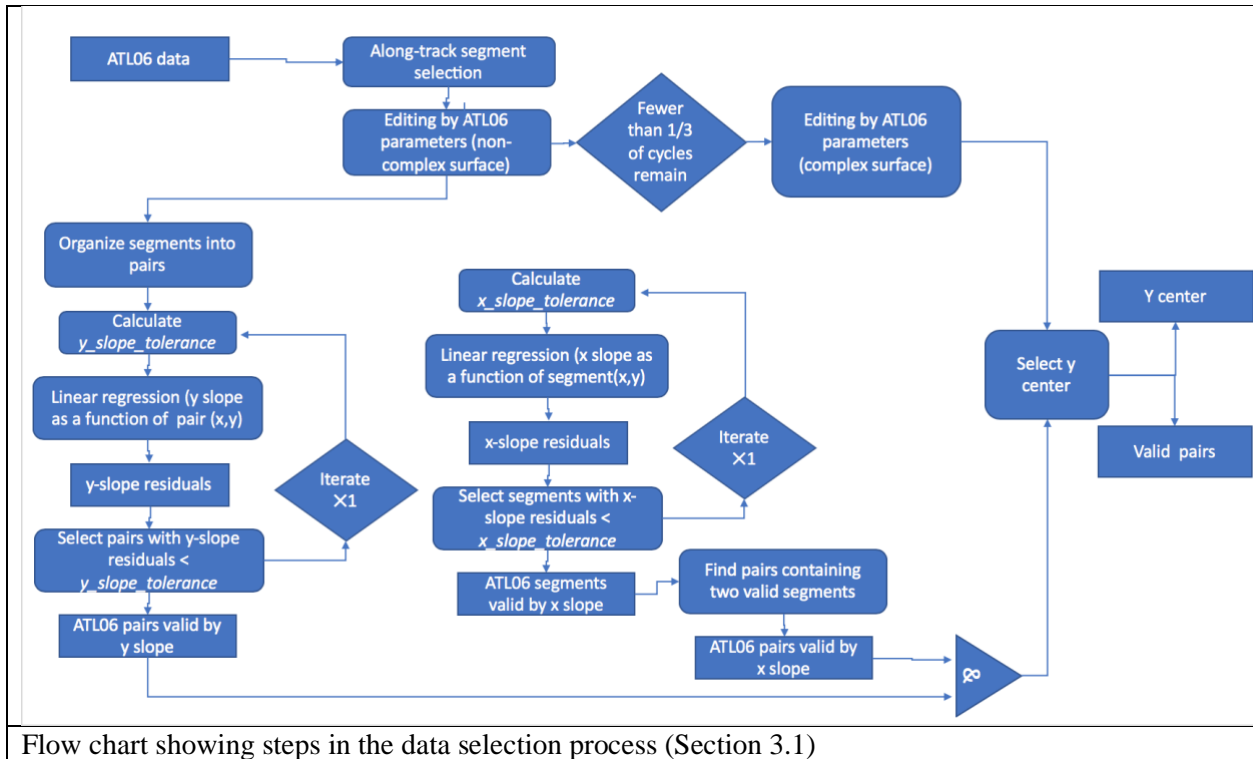 ATL06 data
Along-track segment
selection
Editing by ATL06
parameters (non-
complex surface)
Fewer
than 1/3
of cycles
remain
Editing by ATL06
parameters
(complex surface)
Organize segments into
pairs
Calculate
y_slope_tolerance
Linear regression (y slope
as a function of pair (x,y)
y-slope residuals
Iterate
×1
Select pairs with y-slope
residuals <
y_slope_tolerance
ATL06 pairs valid by
y slope
Calculate
x_slope_tolerance
Linear regression (x slope as
a function of segment(x,y)
x-slope residuals
Iterate
×1
Select segments with x-
slope residuals <
x_slope_tolerance
ATL06 segments
valid by x slope
Find pairs containing
two valid segments
ATL06 pairs valid by
x slope
&
Select y
center
Y center
Valid pairs
Flow chart showing steps in the data selection process (Section 3.1)